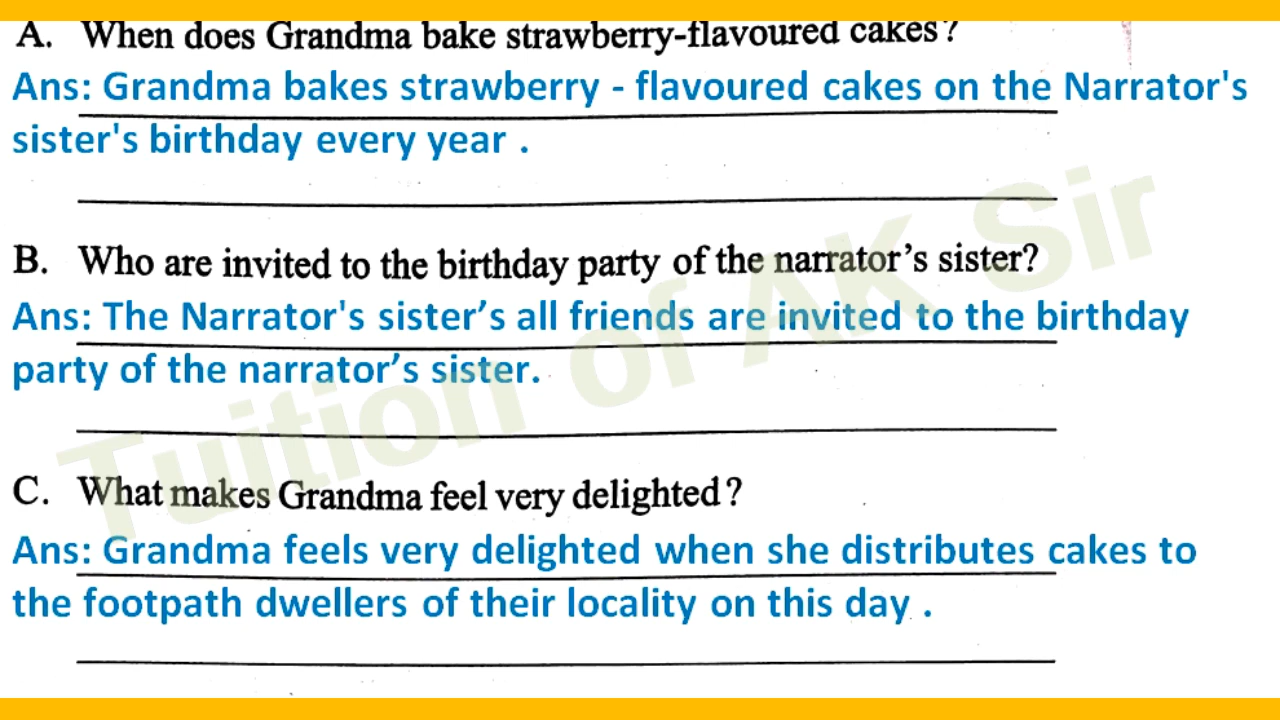 A. When does Grandma bake strawberry-flavoured cakes?
Ans: Grandma bakes strawberry - flavoured cakes on the Narrator's
sister's birthday every year .
B. Who are invited to the birthday party of the narrator’s sister?
Ans: The Narrator's sister’s all friends are invited to the birthday
party of the narrator’s sister.
C. What makes Grandma feel very delighted?
Ans: Grandma feels very delighted when she distributes cakes to
the footpath dwellers of their locality on this day .
Tuition of AK Sir